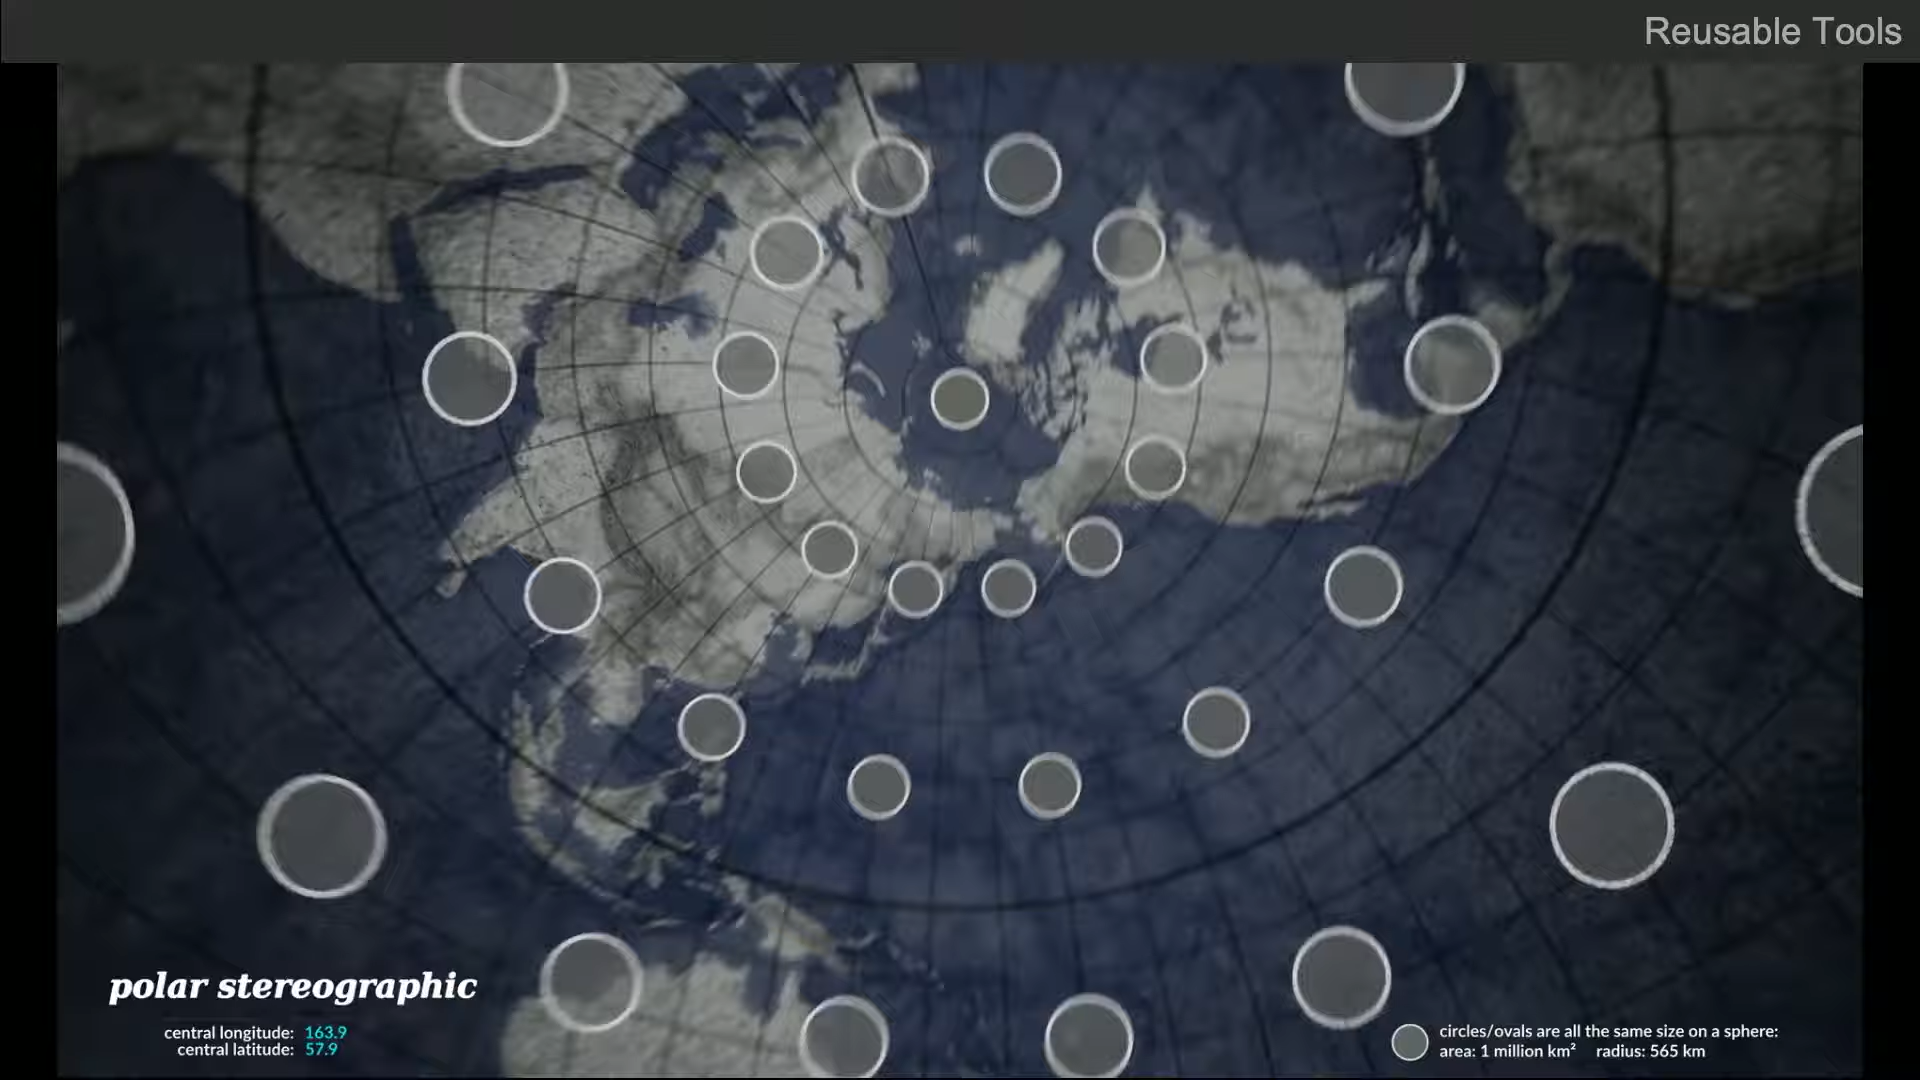 Reusable Tools
polar stereographic
central longitude: 163.9
central latitude: 57.9
circles/ovals are all the same size on a sphere:
area: 1 million km² radius: 565 km